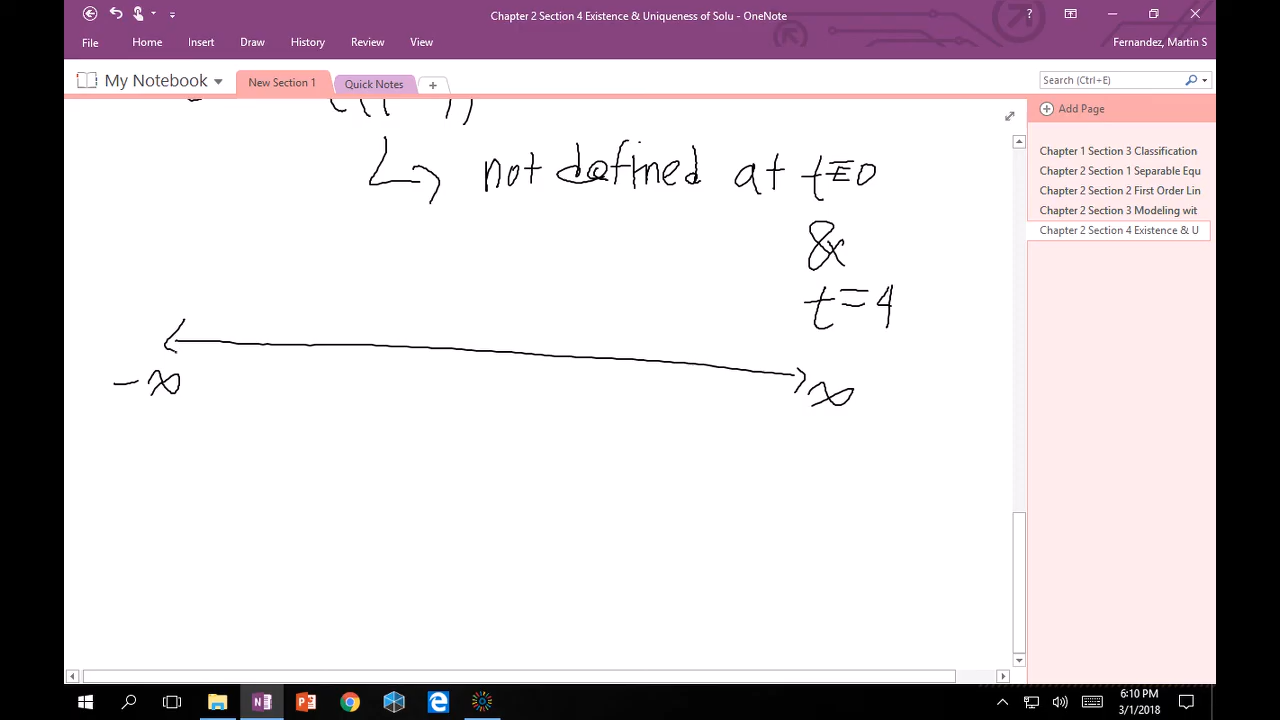 Chapter 2 Section 4 Existence & Uniqueness of Solu - OneNote
?
File Home Insert Draw History Review View
Fernandez, Martin S
My Notebook
New Section 1
Quick Notes
+
Search (Ctrl+E)
Add Page
Chapter 1 Section 3 Classification
Chapter 2 Section 1 Separable Equ
Chapter 2 Section 2 First Order Lin
Chapter 2 Section 3 Modeling wit
Chapter 2 Section 4 Existence & U
not defined at t=0
&
t=4
-∞
∞
6:10 PM
3/1/2018